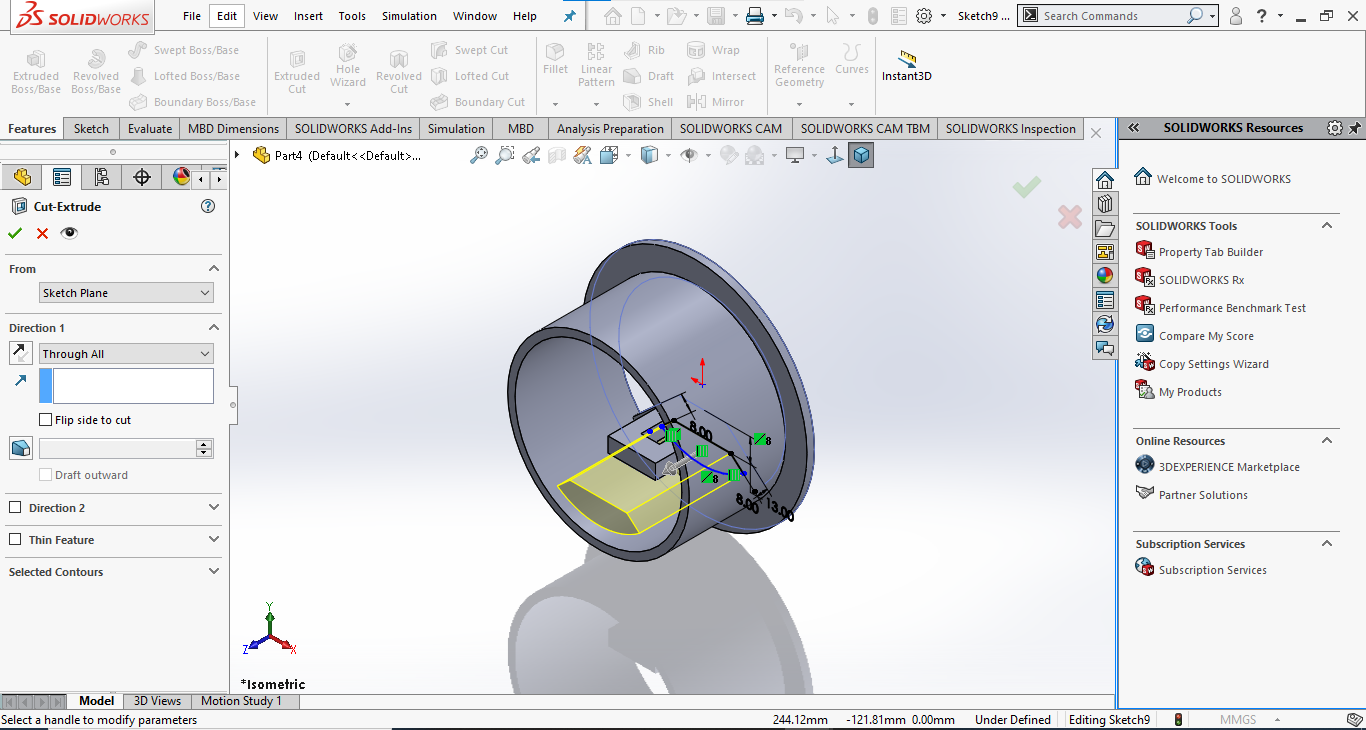 SOLIDWORKS
File Edit View Insert Tools Simulation Window Help
Sketch9 ...
Search Commands
?
Extruded Boss/Base
Revolved Boss/Base
Swept Boss/Base
Lofted Boss/Base
Boundary Boss/Base
Extruded Cut
Hole Wizard
Revolved Cut
Swept Cut
Lofted Cut
Boundary Cut
Fillet
Linear Pattern
Rib
Draft
Shell
Wrap
Intersect
Mirror
Reference Geometry
Curves
Instant3D
Features Sketch Evaluate MBD Dimensions SOLIDWORKS Add-Ins Simulation MBD Analysis Preparation SOLIDWORKS CAM SOLIDWORKS CAM TBM SOLIDWORKS Inspection
Part4 (Default<<Default>...
Cut-Extrude
?
From
Sketch Plane
Direction 1
Through All
Flip side to cut
Draft outward
Direction 2
Thin Feature
Selected Contours
8.00
8
8
8.00
13.00
Y
Z
X
*Isometric
SOLIDWORKS Resources
Welcome to SOLIDWORKS
SOLIDWORKS Tools
Property Tab Builder
SOLIDWORKS Rx
Performance Benchmark Test
Compare My Score
Copy Settings Wizard
My Products
Online Resources
3DEXPERIENCE Marketplace
Partner Solutions
Subscription Services
Subscription Services
Model 3D Views Motion Study 1
Select a handle to modify parameters
244.12mm -121.81mm 0.00mm Under Defined Editing Sketch9 MMGS